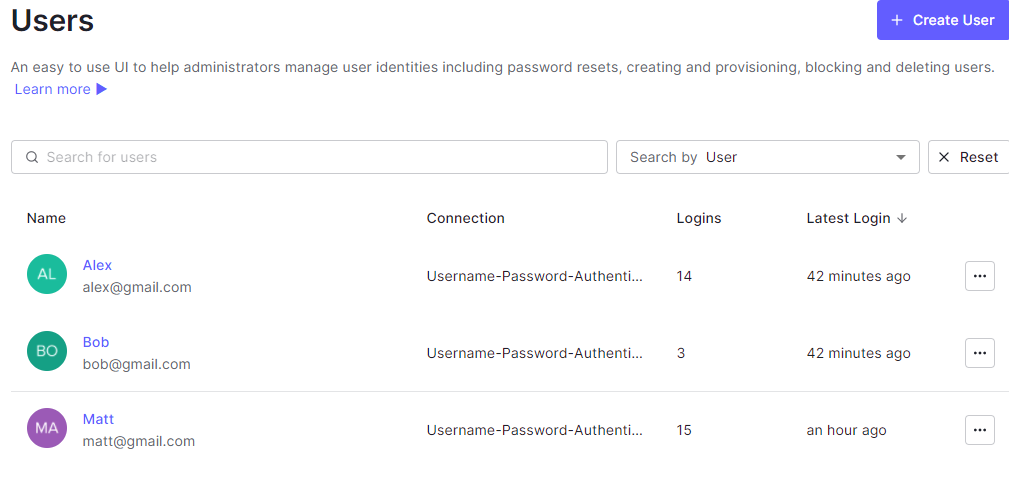 Users
+ Create User
An easy to use UI to help administrators manage user identities including password resets, creating and provisioning, blocking and deleting users.
Learn more ▶
Search for users
Search by User
✕ Reset
Name Connection Logins Latest Login ↓
AL
Alex
alex@gmail.com
Username-Password-Authenti... 14 42 minutes ago ...
BO
Bob
bob@gmail.com
Username-Password-Authenti... 3 42 minutes ago ...
MA
Matt
matt@gmail.com
Username-Password-Authenti... 15 an hour ago ...